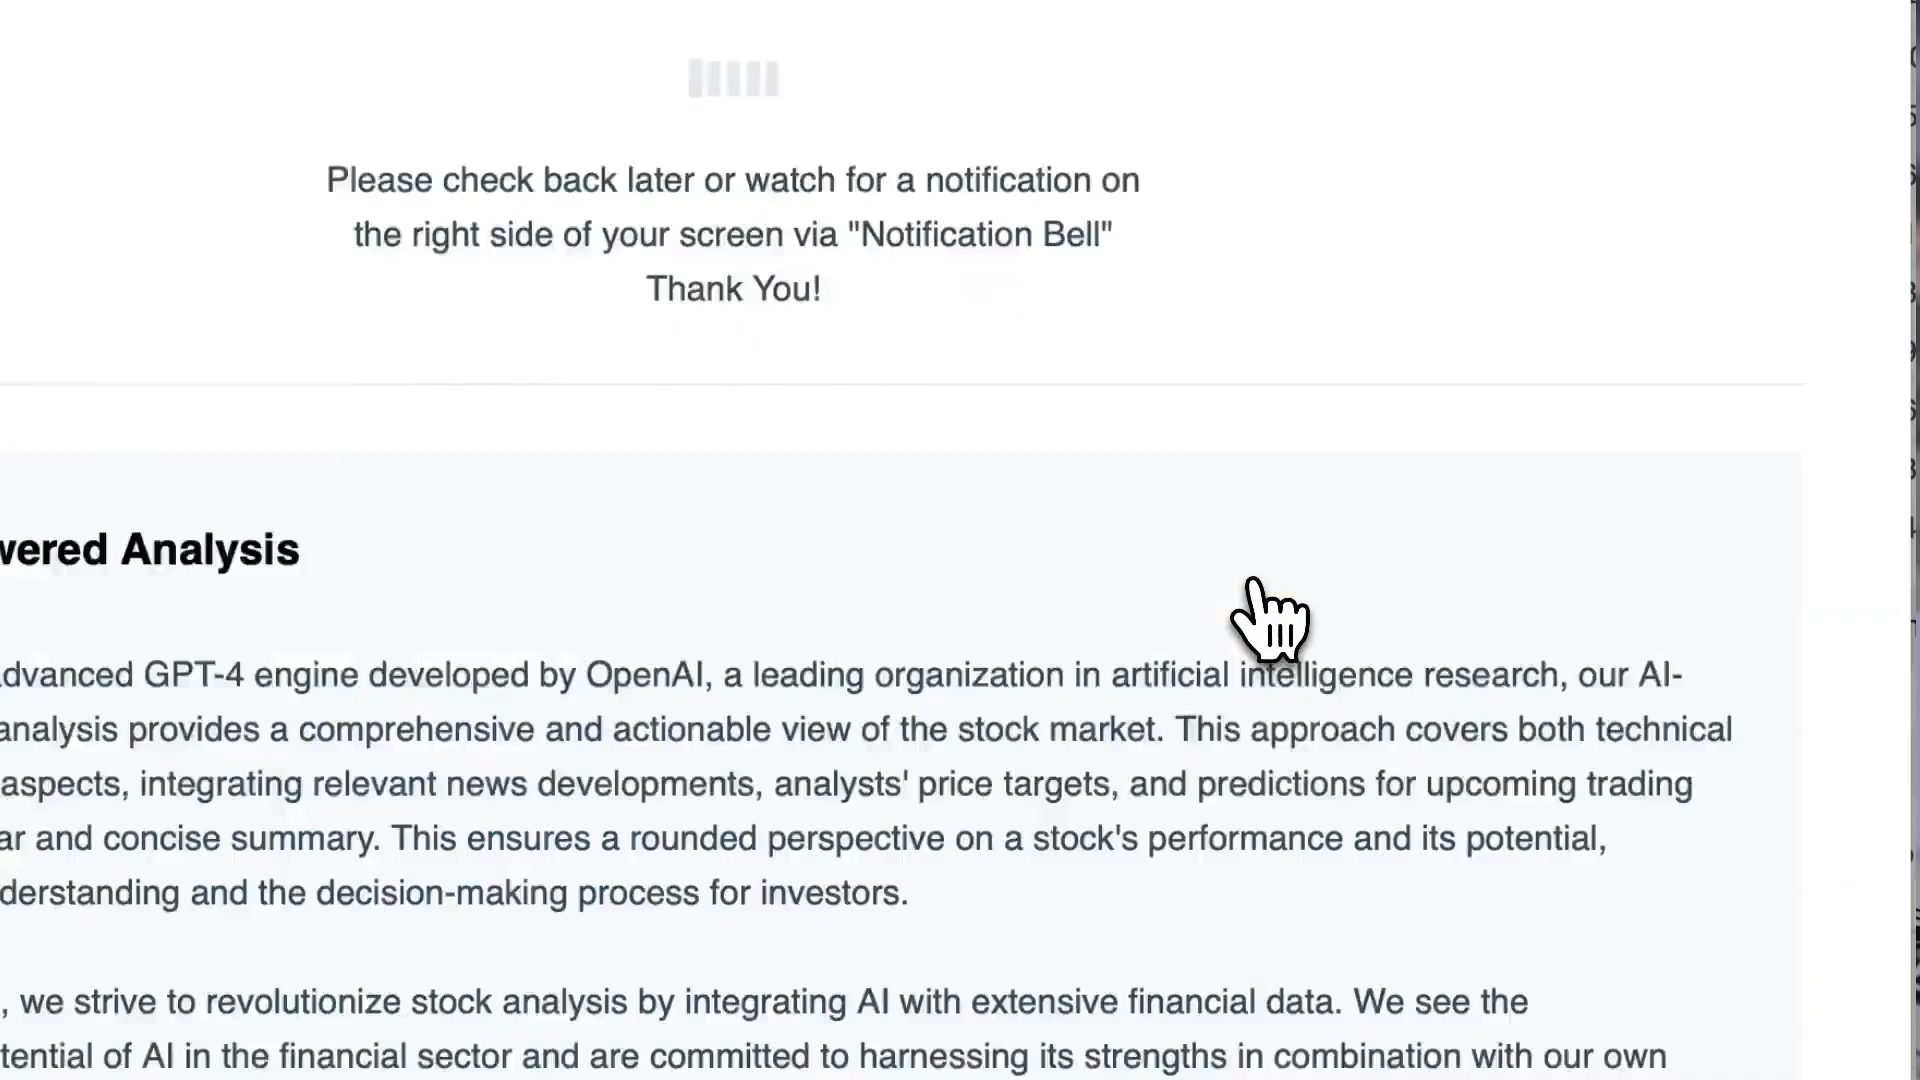 Please check back later or watch for a notification on
the right side of your screen via "Notification Bell"
Thank You!
wered Analysis
dvanced GPT-4 engine developed by OpenAI, a leading organization in artificial intelligence research, our AI-
analysis provides a comprehensive and actionable view of the stock market. This approach covers both technical
aspects, integrating relevant news developments, analysts' price targets, and predictions for upcoming trading
ar and concise summary. This ensures a rounded perspective on a stock's performance and its potential,
derstanding and the decision-making process for investors.
, we strive to revolutionize stock analysis by integrating AI with extensive financial data. We see the
tential of AI in the financial sector and are committed to harnessing its strengths in combination with our own